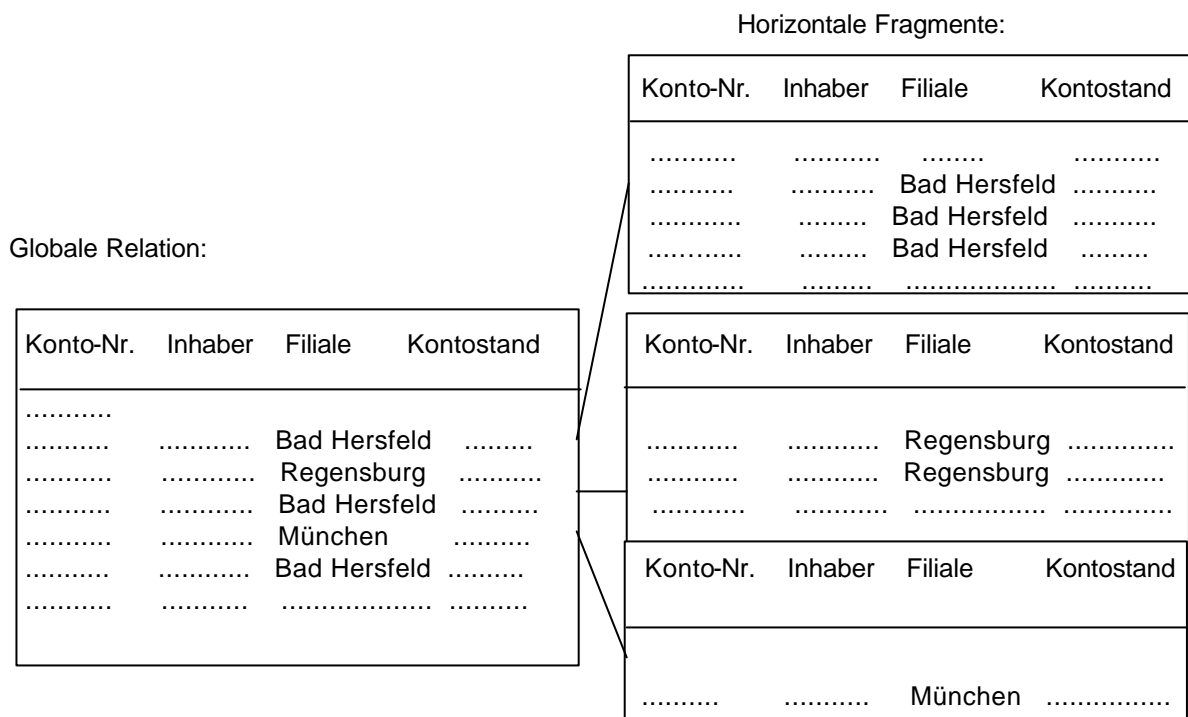 Horizontale Fragmente:
Konto-Nr. Inhaber Filiale Kontostand
........... ........... ........ ...........
........... ........... Bad Hersfeld ...........
............ ......... Bad Hersfeld ...........
............ ......... Bad Hersfeld .........
............. ......... ................... ..........
Globale Relation:
Konto-Nr. Inhaber Filiale Kontostand
...........
........... ............ Bad Hersfeld .........
........... ............ Regensburg ...........
........... ............ Bad Hersfeld ..........
........... ............ München ..........
........... ............ Bad Hersfeld ..........
........... ........... ................... ..........
Konto-Nr. Inhaber Filiale Kontostand
............ ............ Regensburg ..............
............ ............ Regensburg .............
............ ............ ................. ..............
Konto-Nr. Inhaber Filiale Kontostand
.......... ........... München ................